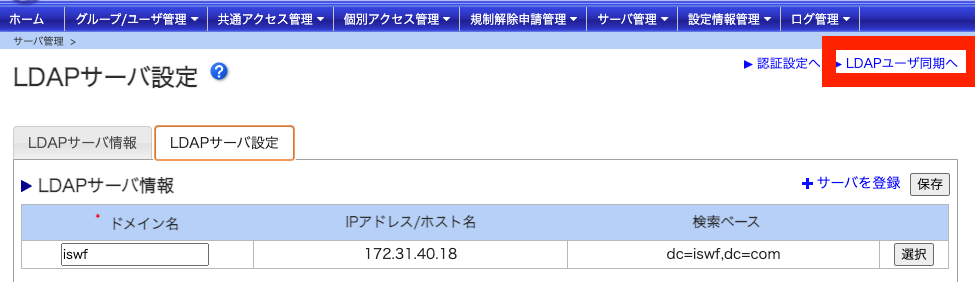 ホーム グループ/ユーザ管理 ▼ 共通アクセス管理 ▼ 個別アクセス管理 ▼ 規制解除申請管理 ▼ サーバ管理 ▼ 設定情報管理 ▼ ログ管理 ▼
サーバ管理 >
▶ 認証設定へ ▶ LDAPユーザ同期へ
LDAPサーバ設定 ?
LDAPサーバ情報 LDAPサーバ設定
▶ LDAPサーバ情報 +サーバを登録 保存
* ドメイン名 IPアドレス/ホスト名 検索ベース
iswf 172.31.40.18 dc=iswf,dc=com 選択